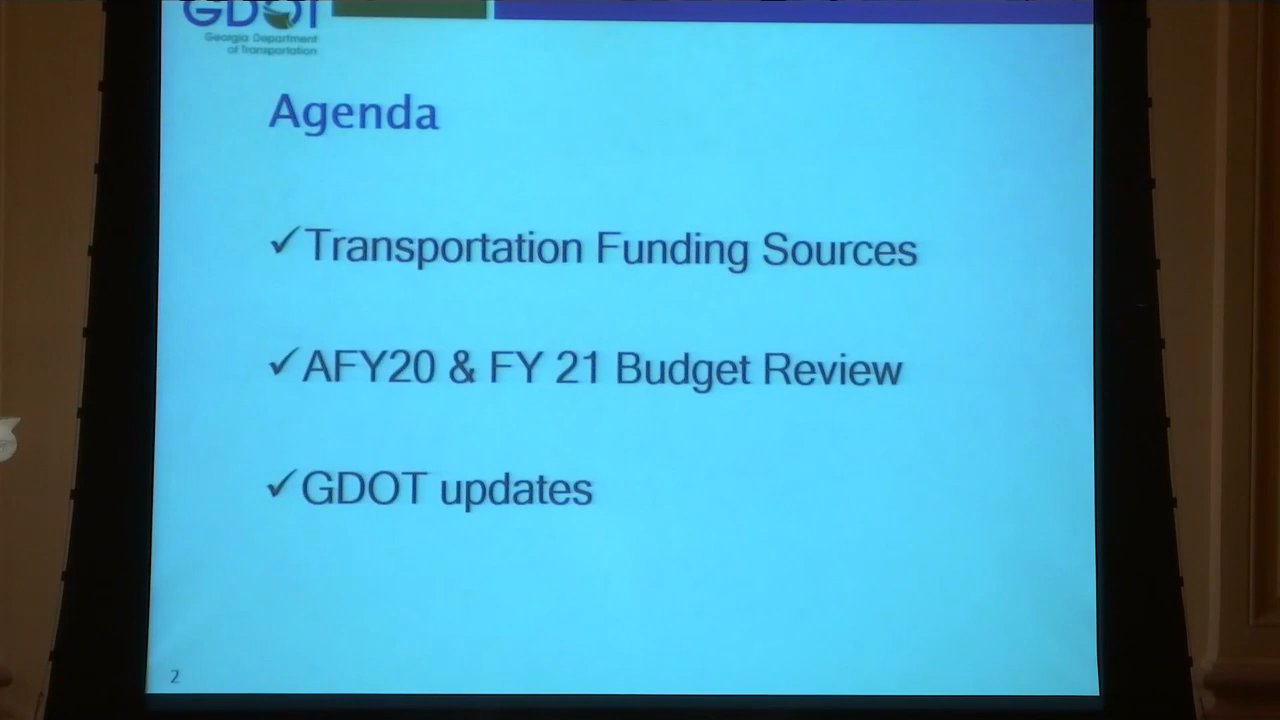 GDOT
Georgia Department
of Transportation
Agenda
✓Transportation Funding Sources
✓AFY20 & FY 21 Budget Review
✓GDOT updates
2